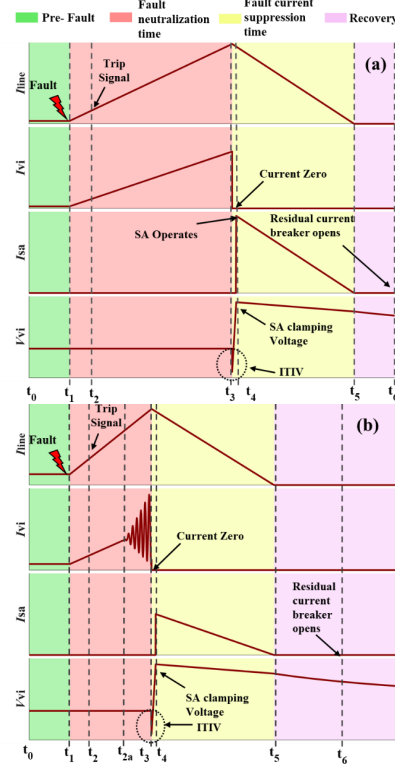 Pre- Fault
Fault
neutralization
time
Fault current
suppression
time
Recovery
(a)
Trip
Signal
Fault
Iline
Ivi
Current Zero
SA Operates
Residual current
breaker opens
Isa
SA clamping
Voltage
Vvi
ITIV
t0 t1 t2 t3 t4 t5 t6
(b)
Trip
Signal
Fault
Iline
Ivi
Current Zero
Isa
Residual
current
breaker
opens
SA clamping
Voltage
Vvi
ITIV
t0 t1 t2 t2a t3 t4 t5 t6